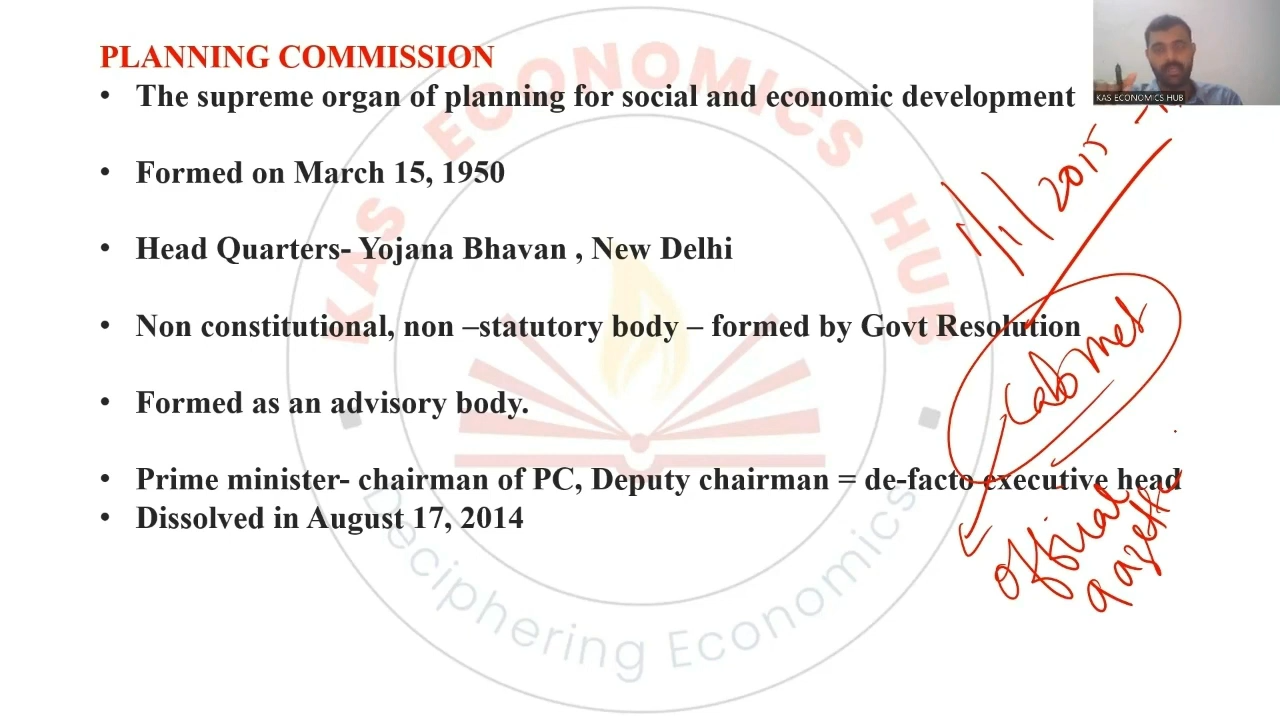 PLANNING COMMISSION
• The supreme organ of planning for social and economic development
• Formed on March 15, 1950
• Head Quarters- Yojana Bhavan , New Delhi
• Non constitutional, non –statutory body – formed by Govt Resolution
• Formed as an advisory body.
• Prime minister- chairman of PC, Deputy chairman = de-facto executive head
• Dissolved in August 17, 2014
KAS ECONOMICS HUB
Deciphering Economics
KAS ECONOMICS HUB
1/1/2015
Cabinet
official
gazette